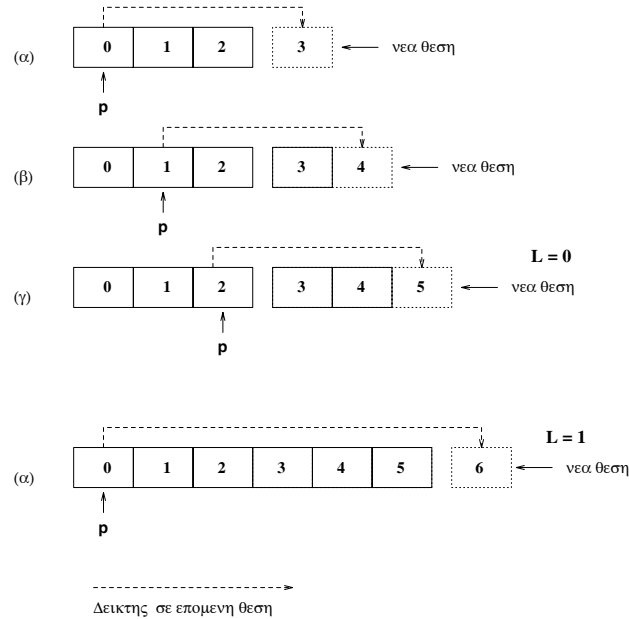 (α) 0 1 2 3 νεα θεση
p
(β) 0 1 2 3 4 νεα θεση
p
L = 0
(γ) 0 1 2 3 4 5 νεα θεση
p
L = 1
(α) 0 1 2 3 4 5 6 νεα θεση
p
Δεικτης σε επομενη θεση